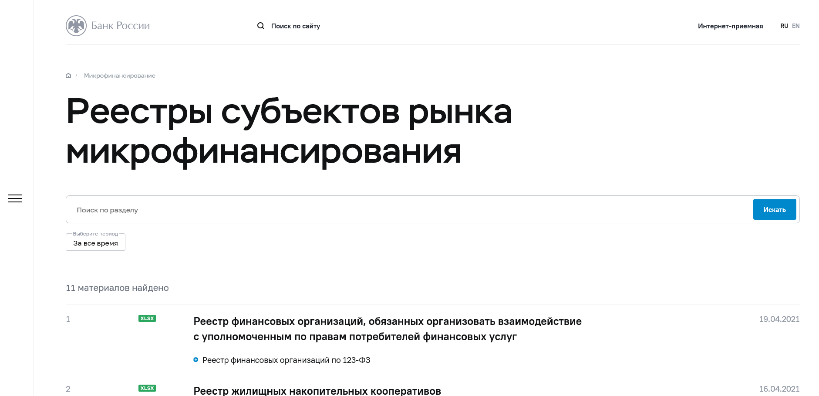 Банк России
Поиск по сайту
Интернет-приемная
RU EN
Микрофинансирование
Реестры субъектов рынка
микрофинансирования
Поиск по разделу
Искать
Выберите период
За все время
11 материалов найдено
1 XLSX Реестр финансовых организаций, обязанных организовать взаимодействие 19.04.2021
с уполномоченным по правам потребителей финансовых услуг
Реестр финансовых организаций по 123-ФЗ
2 XLSX Реестр жилищных накопительных кооперативов 16.04.2021